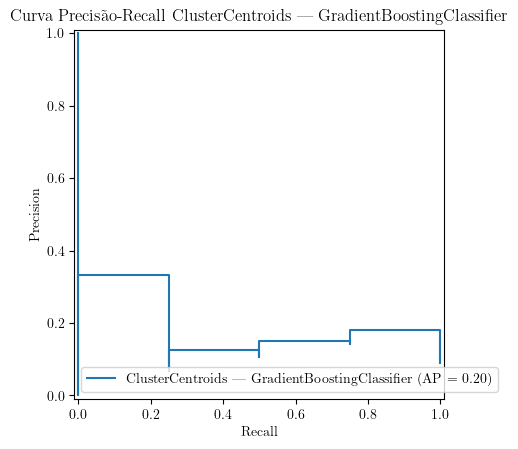 Curva Precisão-Recall ClusterCentroids — GradientBoostingClassifier
1.0
0.8
0.6
0.4
0.2
0.0
Precision
ClusterCentroids — GradientBoostingClassifier (AP = 0.20)
0.0 0.2 0.4 0.6 0.8 1.0
Recall